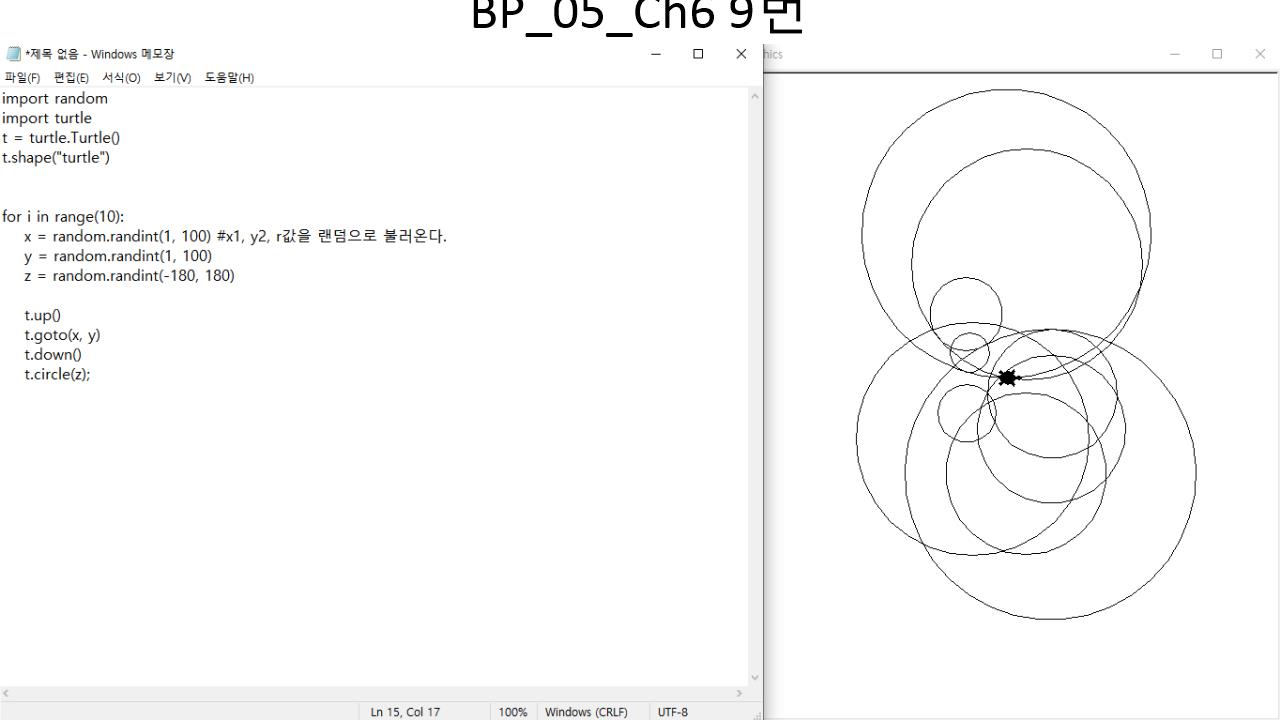 BP_05_Ch6 9번
*제목 없음 - Windows 메모장
hics
파일(F) 편집(E) 서식(O) 보기(V) 도움말(H)
import random
import turtle
t = turtle.Turtle()
t.shape("turtle")
for i in range(10):
x = random.randint(1, 100) #x1, y2, r값을 랜덤으로 불러온다.
y = random.randint(1, 100)
z = random.randint(-180, 180)
t.up()
t.goto(x, y)
t.down()
t.circle(z);
Ln 15, Col 17 100% Windows (CRLF) UTF-8